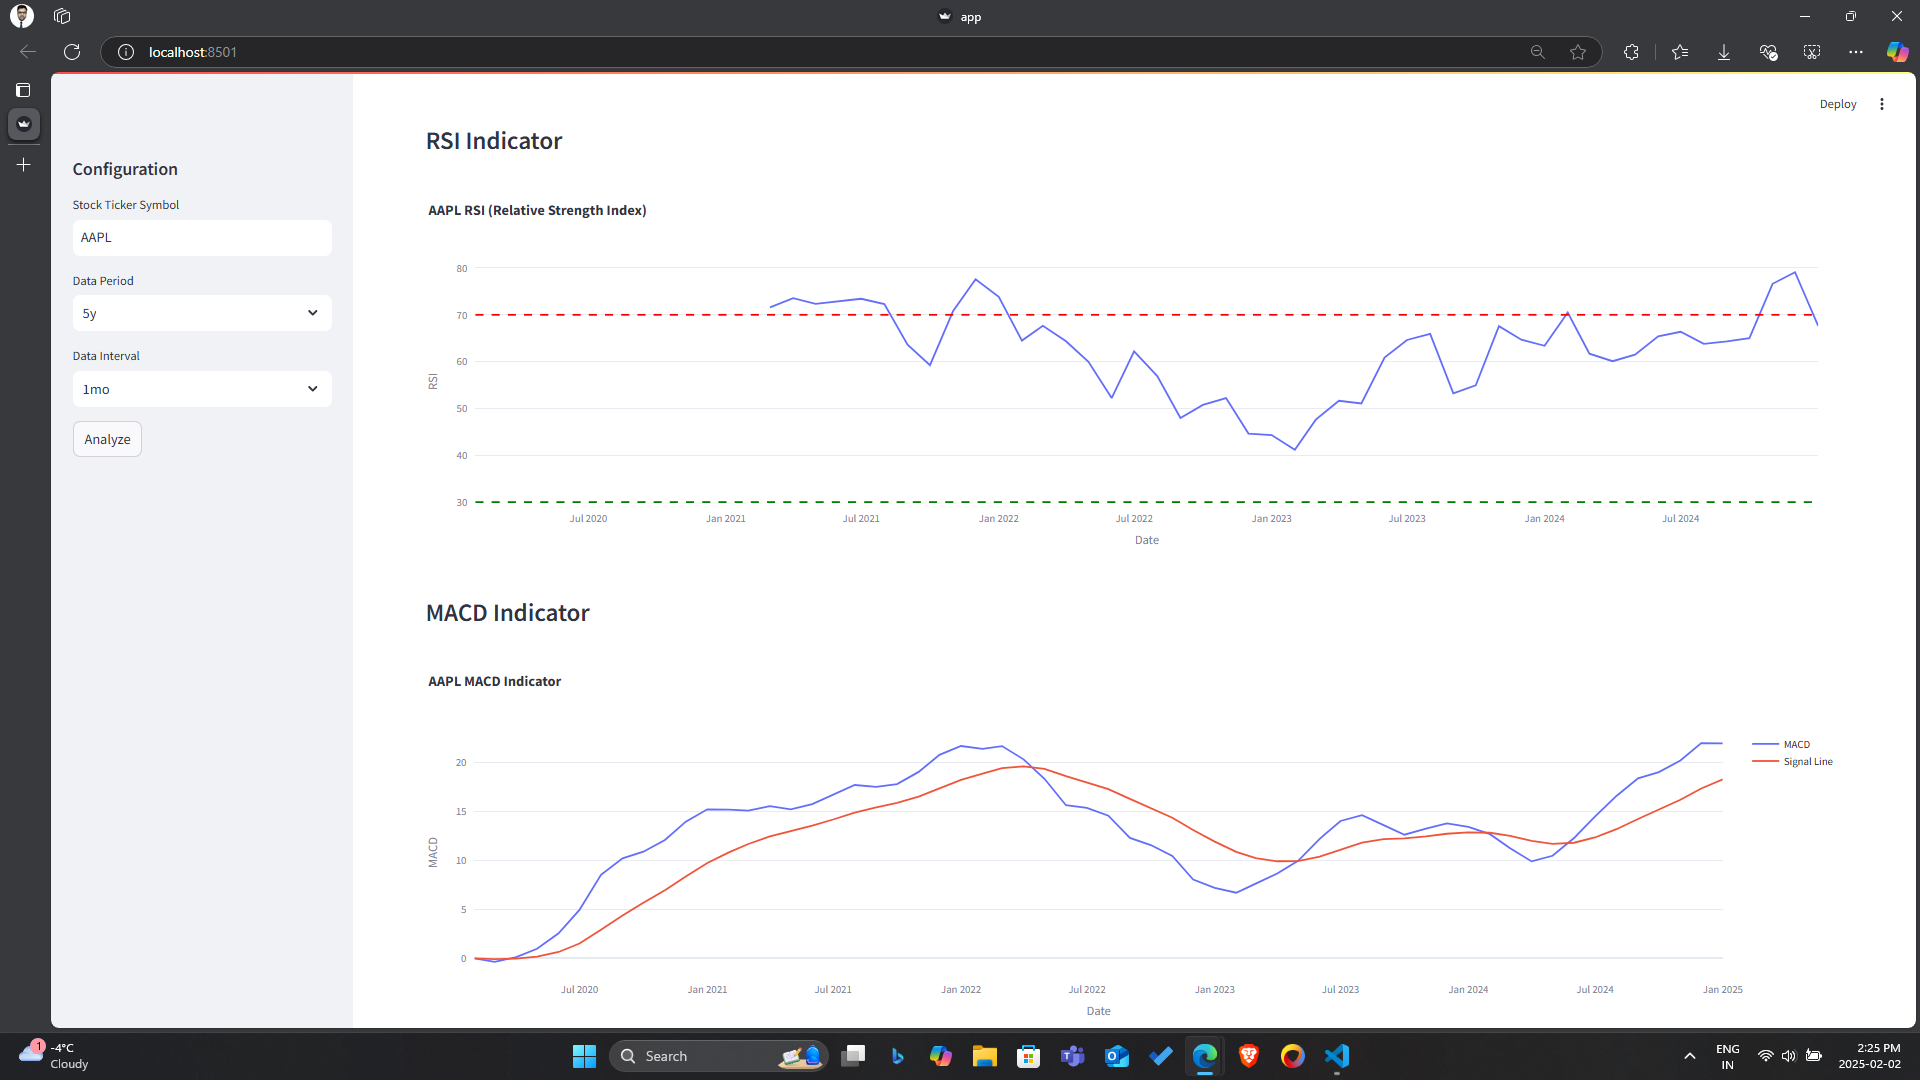 app
localhost:8501
Deploy
Configuration
Stock Ticker Symbol
AAPL
Data Period
5y
Data Interval
1mo
Analyze
RSI Indicator
AAPL RSI (Relative Strength Index)
80
70
60
50
40
30
RSI
Jul 2020
Jan 2021
Jul 2021
Jan 2022
Jul 2022
Jan 2023
Jul 2023
Jan 2024
Jul 2024
Date
MACD Indicator
AAPL MACD Indicator
MACD
Signal Line
20
15
10
5
0
MACD
Jul 2020
Jan 2021
Jul 2021
Jan 2022
Jul 2022
Jan 2023
Jul 2023
Jan 2024
Jul 2024
Jan 2025
Date
1
-4°C
Cloudy
Search
ENG
IN
2:25 PM
2025-02-02